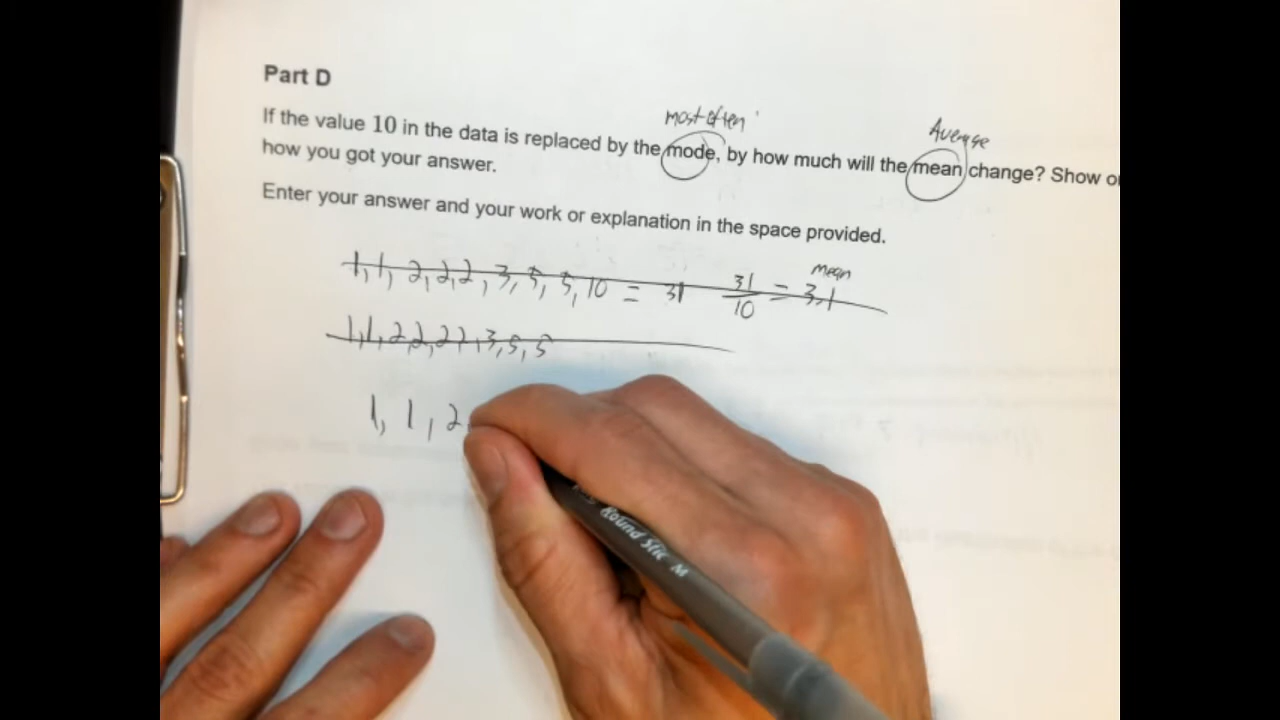 Part D
most often
Average
If the value 10 in the data is replaced by the mode, by how much will the mean change? Show or
how you got your answer.
Enter your answer and your work or explanation in the space provided.
mean
1, 1, 2, 2, 2, 3, 5, 5, 10 = 31 31/10 = 3.1
1, 1, 2, 2, 2 2, 3, 5, 5
1, 1, 2
Round Stic M